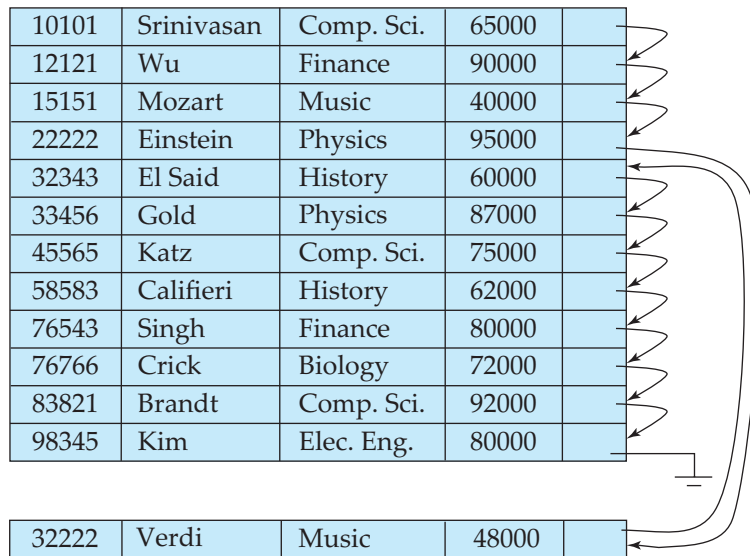 10101 Srinivasan Comp. Sci. 65000
12121 Wu Finance 90000
15151 Mozart Music 40000
22222 Einstein Physics 95000
32343 El Said History 60000
33456 Gold Physics 87000
45565 Katz Comp. Sci. 75000
58583 Califieri History 62000
76543 Singh Finance 80000
76766 Crick Biology 72000
83821 Brandt Comp. Sci. 92000
98345 Kim Elec. Eng. 80000
32222 Verdi Music 48000